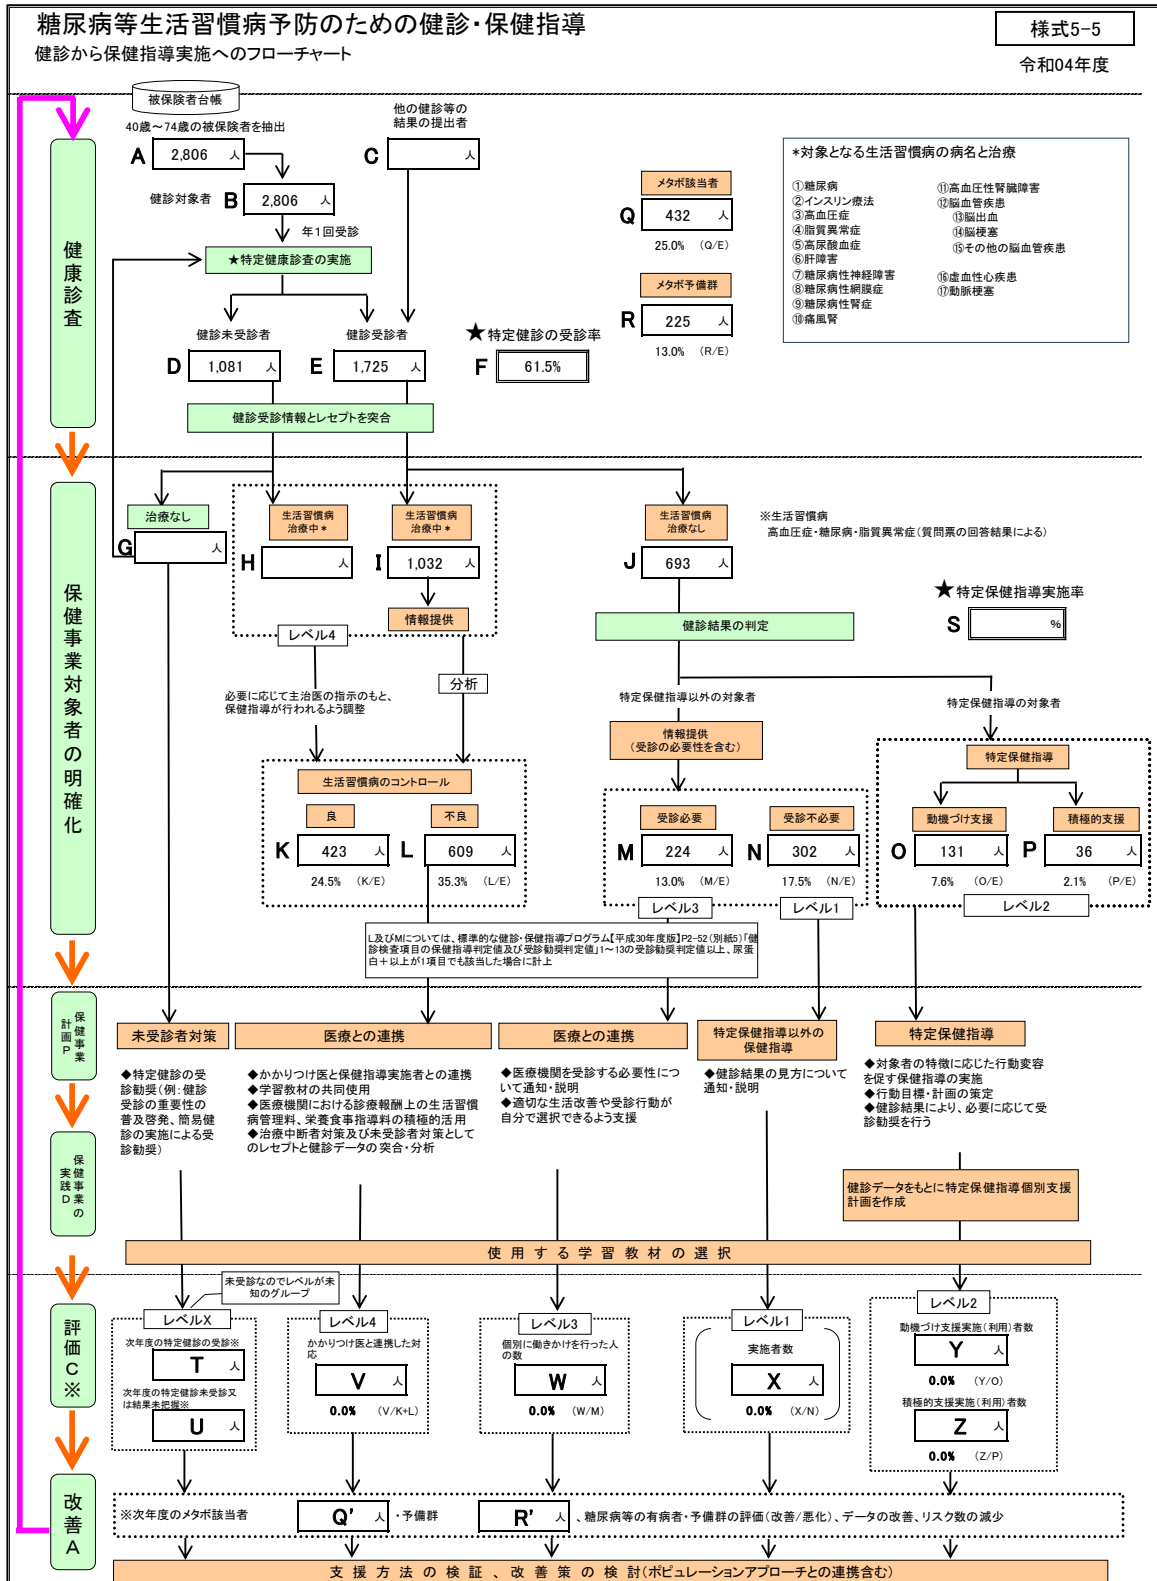 糖尿病等生活習慣病予防のための健診・保健指導
様式5-5
健診から保健指導実施へのフローチャート
令和04年度
被保険者台帳
40歳～74歳の被保険者を抽出
A 2,806 人
他の健診等の
結果の提出者
C 人
健診対象者 B 2,806 人
年1回受診
★特定健康診査の実施
健診未受診者
健診受診者
D 1,081 人
E 1,725 人
★特定健診の受診率
F 61.5%
健診受診情報とレセプトを突合
メタボ該当者
Q 432 人
25.0% (Q/E)
メタボ予備群
R 225 人
13.0% (R/E)
*対象となる生活習慣病の病名と治療
①糖尿病
②インスリン療法
③高血圧症
④脂質異常症
⑤高尿酸血症
⑥肝障害
⑦糖尿病性神経障害
⑧糖尿病性網膜症
⑨糖尿病性腎症
⑩痛風腎
⑪高血圧性腎臓障害
⑫脳血管疾患
⑬脳出血
⑭脳梗塞
⑮その他の脳血管疾患
⑯虚血性心疾患
⑰動脈梗塞
健康診査
治療なし
G 人
生活習慣病
治療中*
H 人
生活習慣病
治療中*
I 1,032 人
情報提供
レベル4
生活習慣病
治療なし
J 693 人
※生活習慣病
高血圧症・糖尿病・脂質異常症(質問票の回答結果による)
★特定保健指導実施率
S %
健診結果の判定
必要に応じて主治医の指示のもと、
保健指導が行われるよう調整
分析
特定保健指導以外の対象者
特定保健指導の対象者
情報提供
(受診の必要性を含む)
特定保健指導
生活習慣病のコントロール
良
不良
K 423 人
L 609 人
24.5% (K/E)
35.3% (L/E)
受診必要
受診不必要
M 224 人
N 302 人
13.0% (M/E)
17.5% (N/E)
レベル3
レベル1
動機づけ支援
積極的支援
O 131 人
P 36 人
7.6% (O/E)
2.1% (P/E)
レベル2
L及びMについては、標準的な健診・保健指導プログラム【平成30年度版】P2-52(別紙5)「健
診検査項目の保健指導判定値及び受診勧奨判定値」1～13の受診勧奨判定値以上、尿蛋
白+以上が1項目でも該当した場合に計上
保健事業対象者の明確化
保健事業
計画P
未受診者対策
医療との連携
医療との連携
特定保健指導以外の
保健指導
特定保健指導
◆特定健診の受
診勧奨(例:健診
受診の重要性の
普及啓発、簡易健
診の実施による受
診勧奨)
◆かかりつけ医と保健指導実施者との連携
◆学習教材の共同使用
◆医療機関における診療報酬上の生活習慣
病管理料、栄養食事指導料の積極的活用
◆治療中断者対策及び未受診者対策として
のレセプトと健診データの突合・分析
◆医療機関を受診する必要性につ
いて通知・説明
◆適切な生活改善や受診行動が
自分で選択できるよう支援
◆健診結果の見方について
通知・説明
◆対象者の特徴に応じた行動変容
を促す保健指導の実施
◆行動目標・計画の策定
◆健診結果により、必要に応じて受
診勧奨を行う
保健事業の
実践D
健診データをもとに特定保健指導個別支援
計画を作成
使用する学習教材の選択
未受診なのでレベルが未
知のグループ
レベルX
次年度の特定健診の受診※
T 人
次年度の特定健診未受診又
は結果未把握※
U 人
レベル4
かかりつけ医と連携した対
応
V 人
0.0% (V/K+L)
レベル3
個別に働きかけを行った人
の数
W 人
0.0% (W/M)
レベル1
実施者数
X 人
0.0% (X/N)
レベル2
動機づけ支援実施(利用)者数
Y 人
0.0% (Y/O)
積極的支援実施(利用)者数
Z 人
0.0% (Z/P)
評価C※
改善A
※次年度のメタボ該当者 Q' 人 ・予備群 R' 人 、糖尿病等の有病者・予備群の評価(改善/悪化)、データの改善、リスク数の減少
支援方法の検証、改善策の検討(ポピュレーションアプローチとの連携含む)